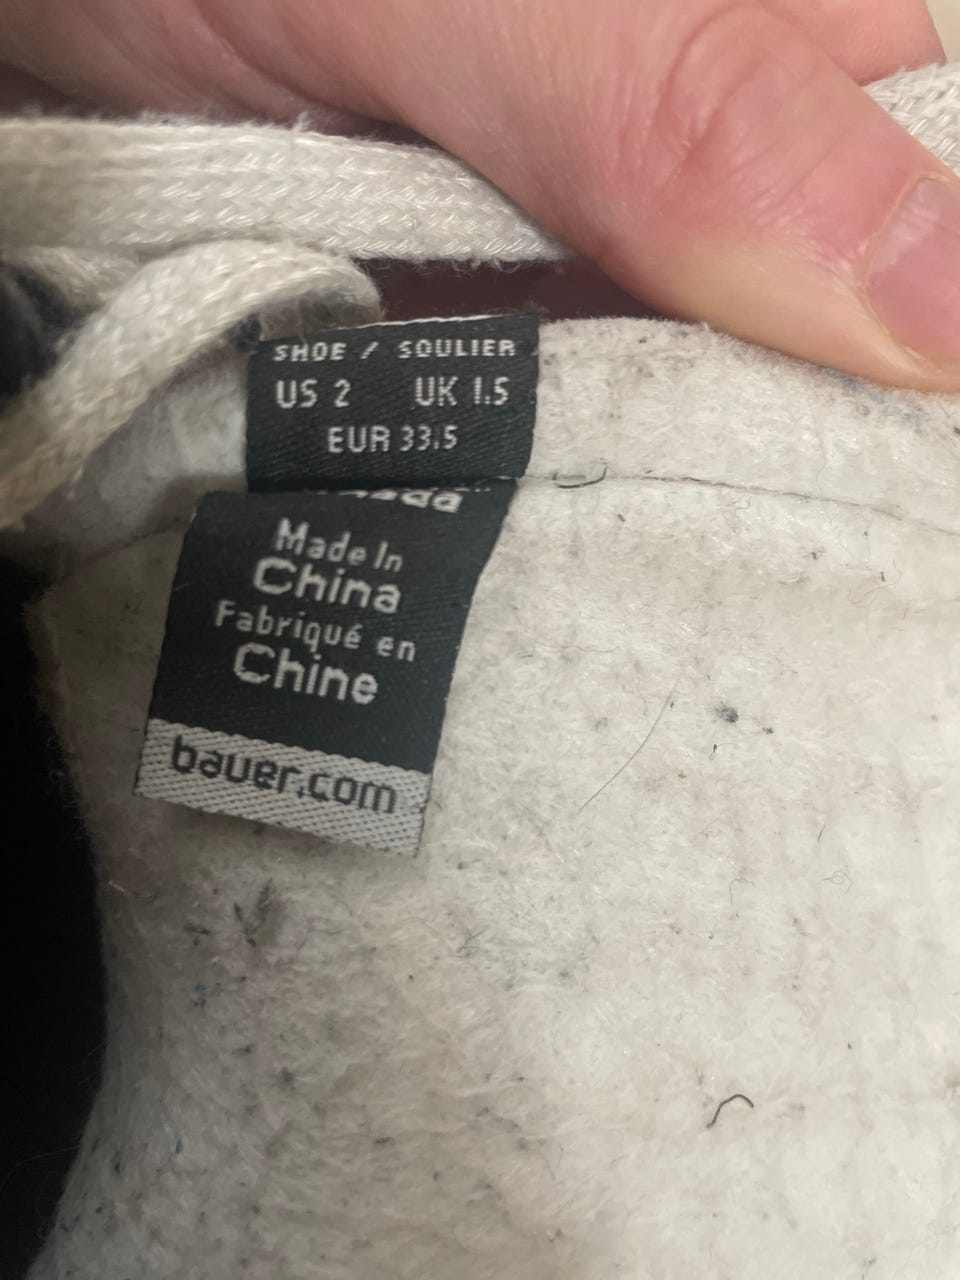 SHOE / SOULIER
US 2 UK 1.5
EUR 33.5
Made In
China
Fabriqué en
Chine
bauer.com